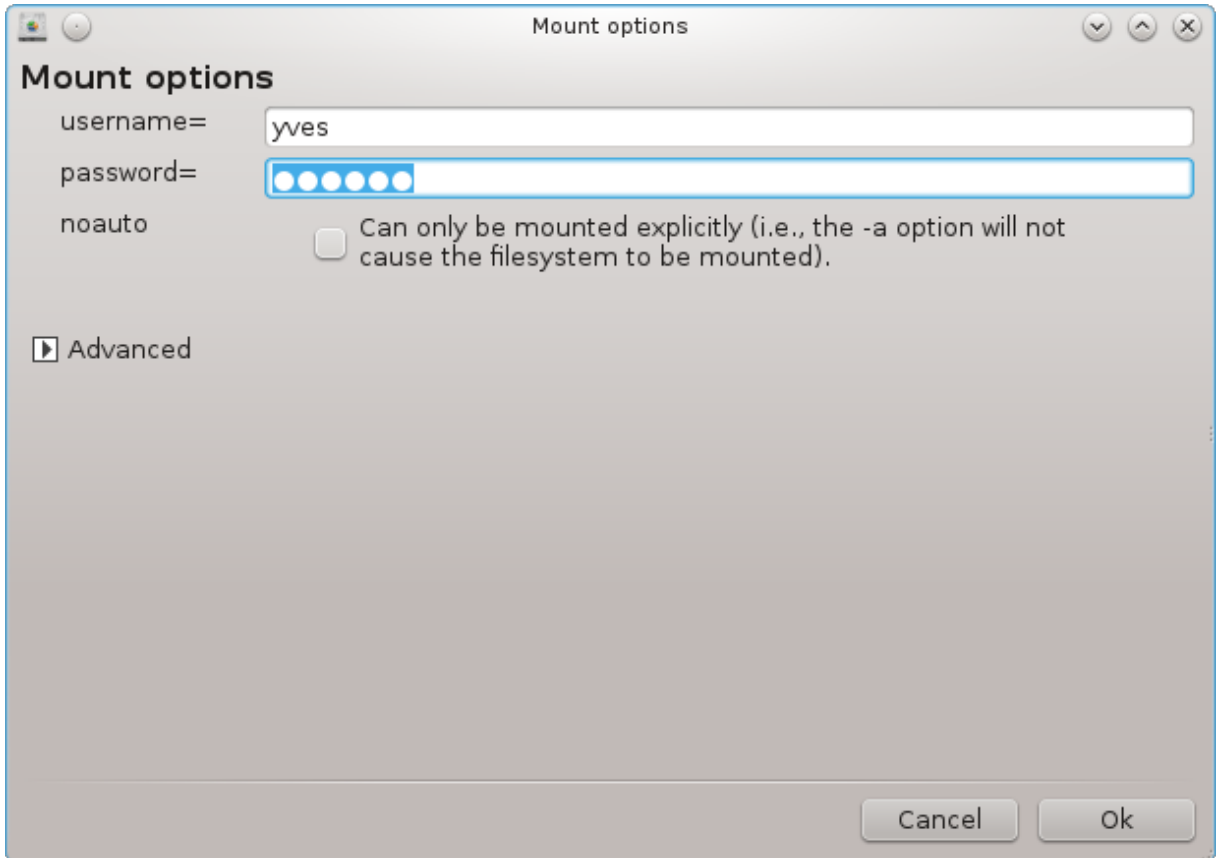 Mount options
Mount options
username= yves
password= ●●●●●●
noauto Can only be mounted explicitly (i.e., the -a option will not
cause the filesystem to be mounted).
Advanced
Cancel Ok